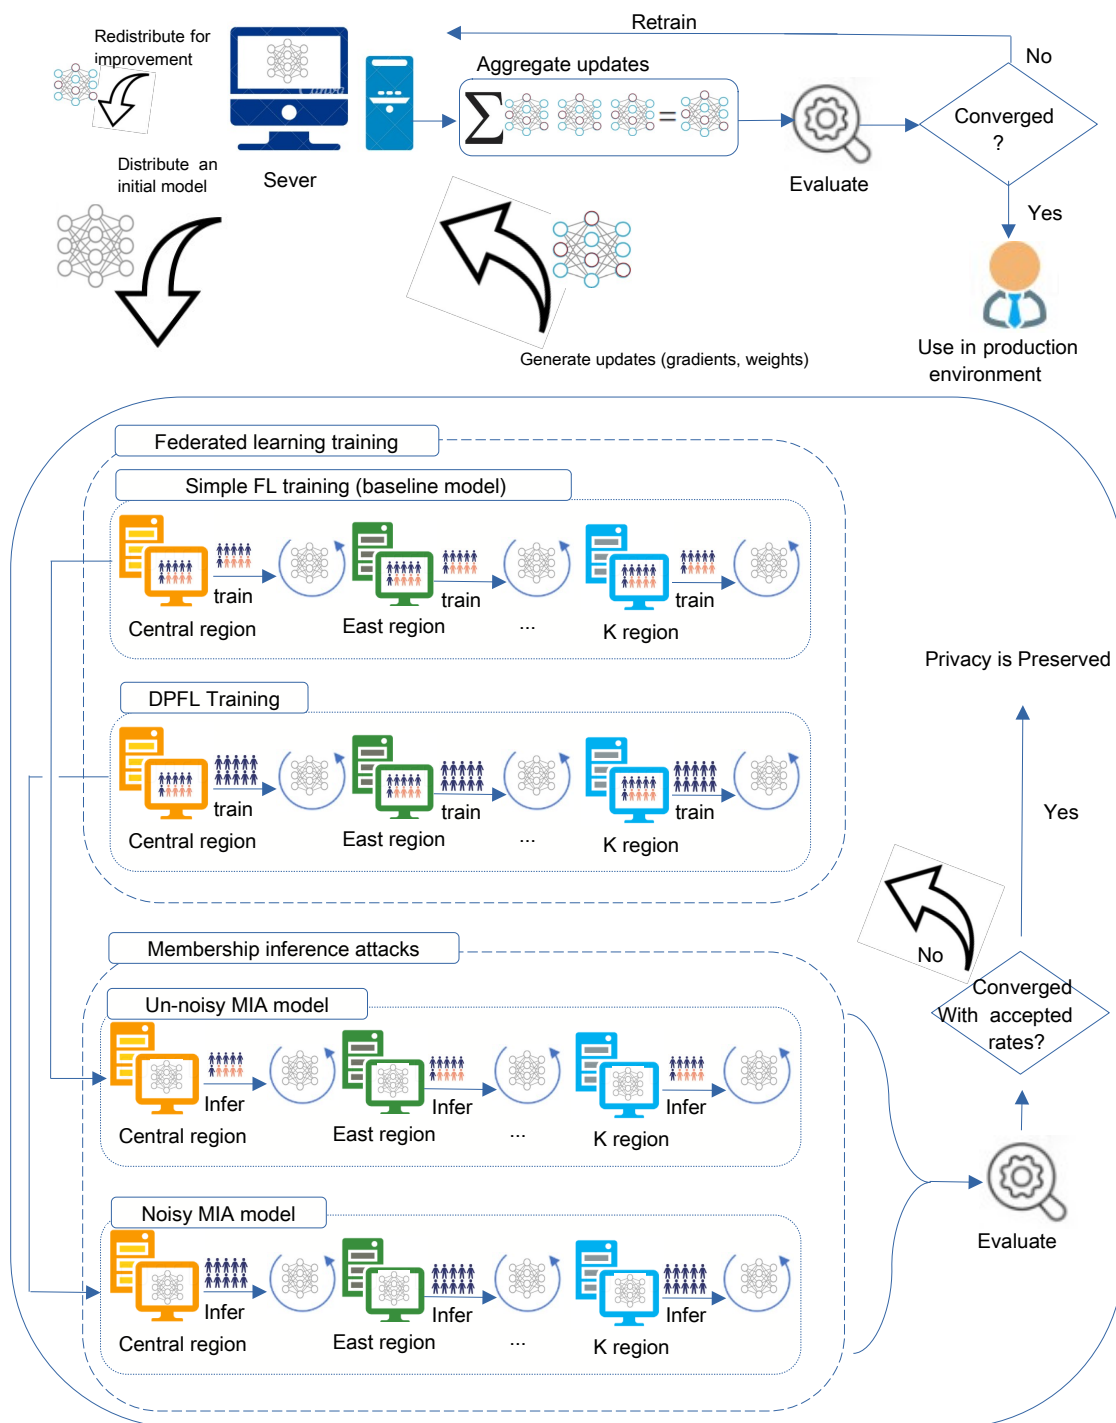 Retrain
Redistribute for
improvement
No
Aggregate updates
Σ
=
Converged
?
Distribute an
initial model
Sever
Evaluate
Yes
Generate updates (gradients, weights)
Use in production
environment
Federated learning training
Simple FL training (baseline model)
train
train
train
Central region
East region
...
K region
Privacy is Preserved
DPFL Training
train
train
train
Central region
East region
...
K region
Yes
No
Membership inference attacks
Converged
With accepted
rates?
Un-noisy MIA model
Infer
Infer
Infer
Central region
East region
...
K region
Noisy MIA model
Evaluate
Infer
Infer
Infer
Central region
East region
...
K region